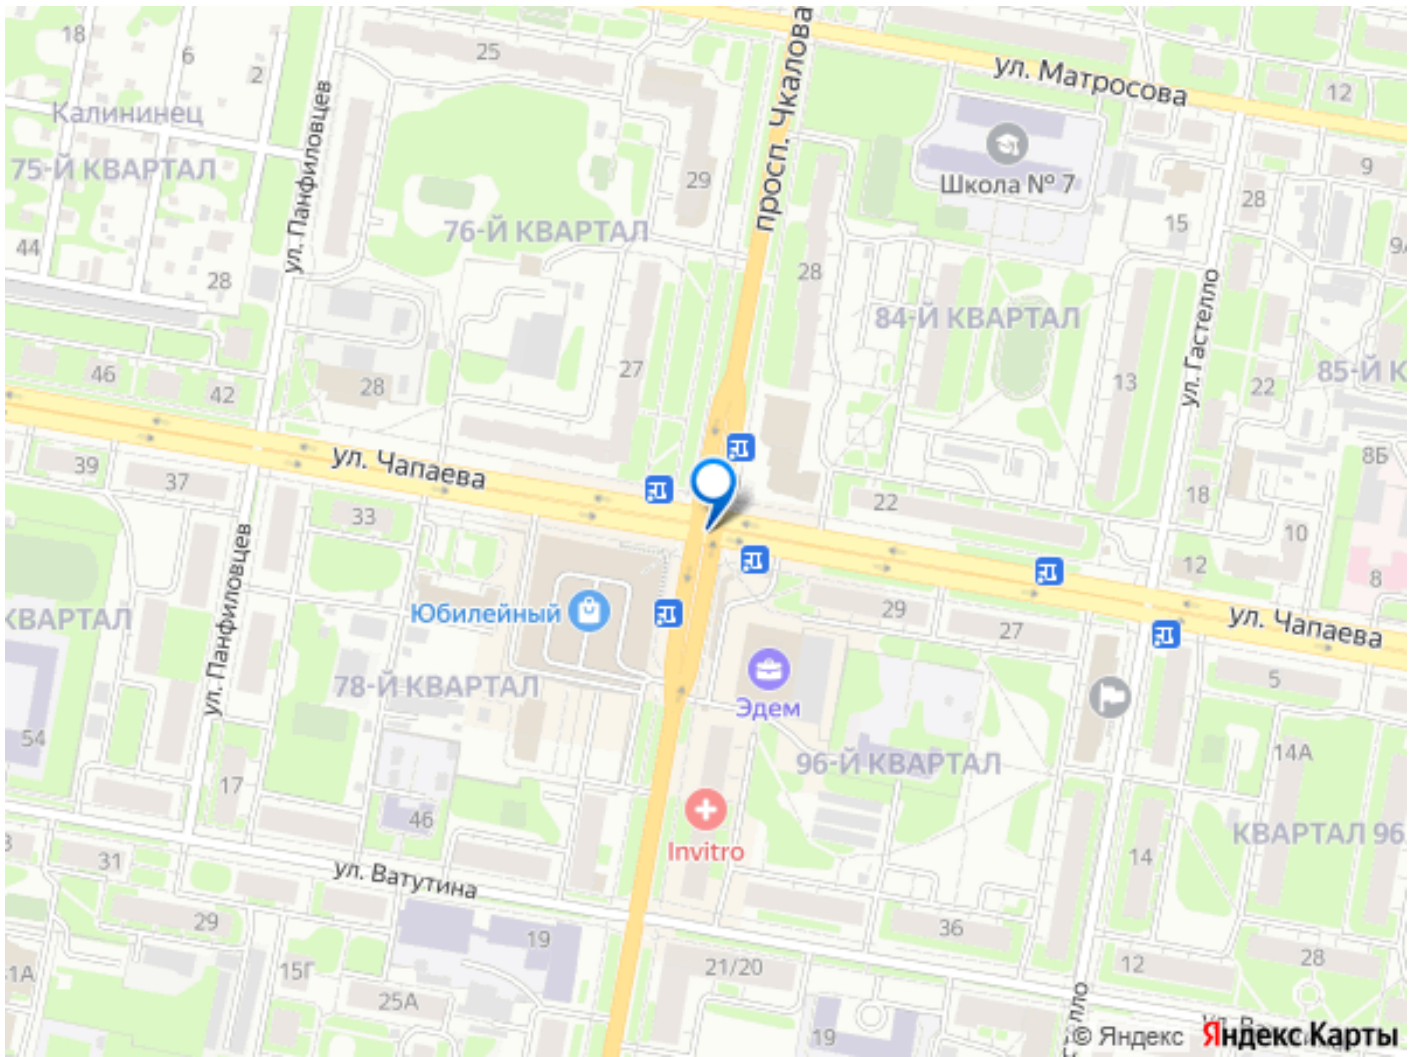 18
6
2
25
просп. Чкалова
ул. Матросова
12
Калининец
75-Й КВАРТАЛ
ул. Панфиловцев
29
Школа № 7
9
28
15
44
76-Й КВАРТАЛ
28
28
9А
84-Й КВАРТАЛ
ул. Гастелло
46
42
28
27
13
22
85-Й К
39
37
ул. Чапаева
8Б
22
18
33
10
12
8
ул. Панфиловцев
КВАРТАЛ
Юбилейный
29
27
ул. Чапаева
78-Й КВАРТАЛ
5
Эдем
54
96-Й КВАРТАЛ
14А
17
46
Invitro
КВАРТАЛ 96
31
14
ул. Ватутина
29
19
36
15Г
21/20
12
28
31А
25А
19
© Яндекс
Яндекс Карты